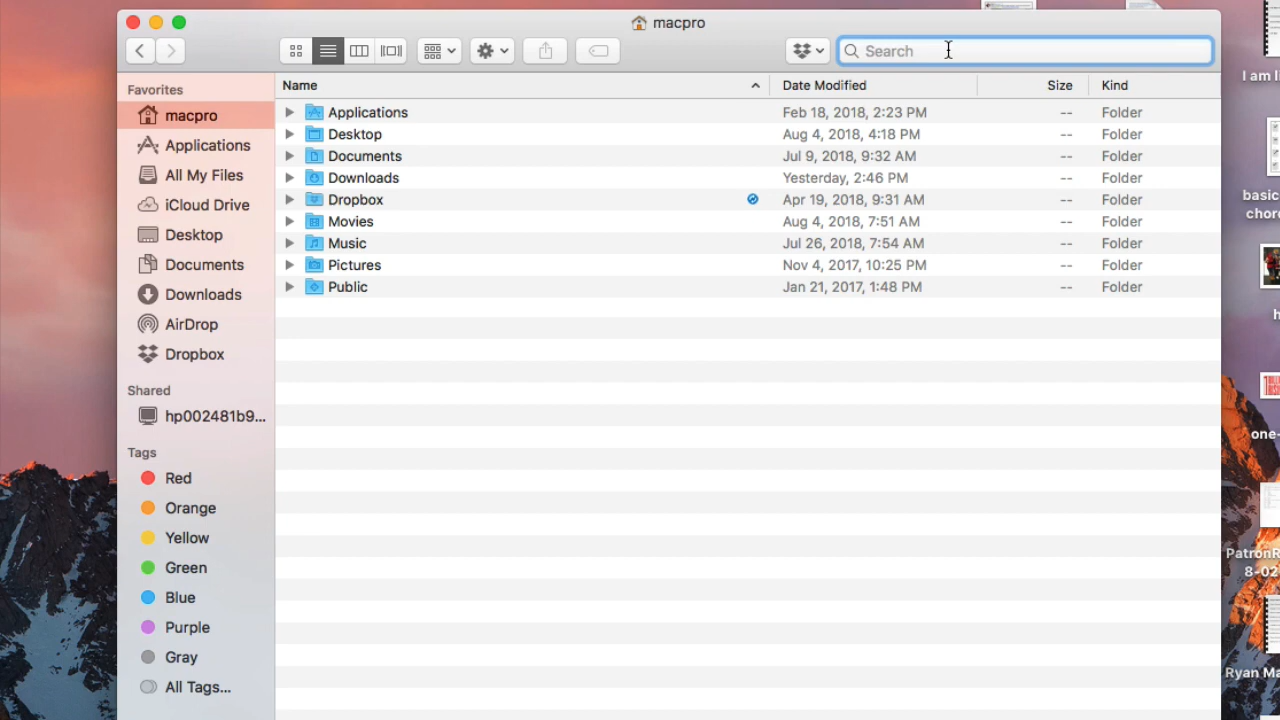 macpro
Search
Favorites
macpro
Applications
All My Files
iCloud Drive
Desktop
Documents
Downloads
AirDrop
Dropbox
Shared
hp002481b9...
Tags
Red
Orange
Yellow
Green
Blue
Purple
Gray
All Tags...
Name Date Modified Size Kind
Applications Feb 18, 2018, 2:23 PM -- Folder
Desktop Aug 4, 2018, 4:18 PM -- Folder
Documents Jul 9, 2018, 9:32 AM -- Folder
Downloads Yesterday, 2:46 PM -- Folder
Dropbox Apr 19, 2018, 9:31 AM -- Folder
Movies Aug 4, 2018, 7:51 AM -- Folder
Music Jul 26, 2018, 7:54 AM -- Folder
Pictures Nov 4, 2017, 10:25 PM -- Folder
Public Jan 21, 2017, 1:48 PM -- Folder
I am li
basic
chor
h
one-
PatronR
8-02
Ryan Ma